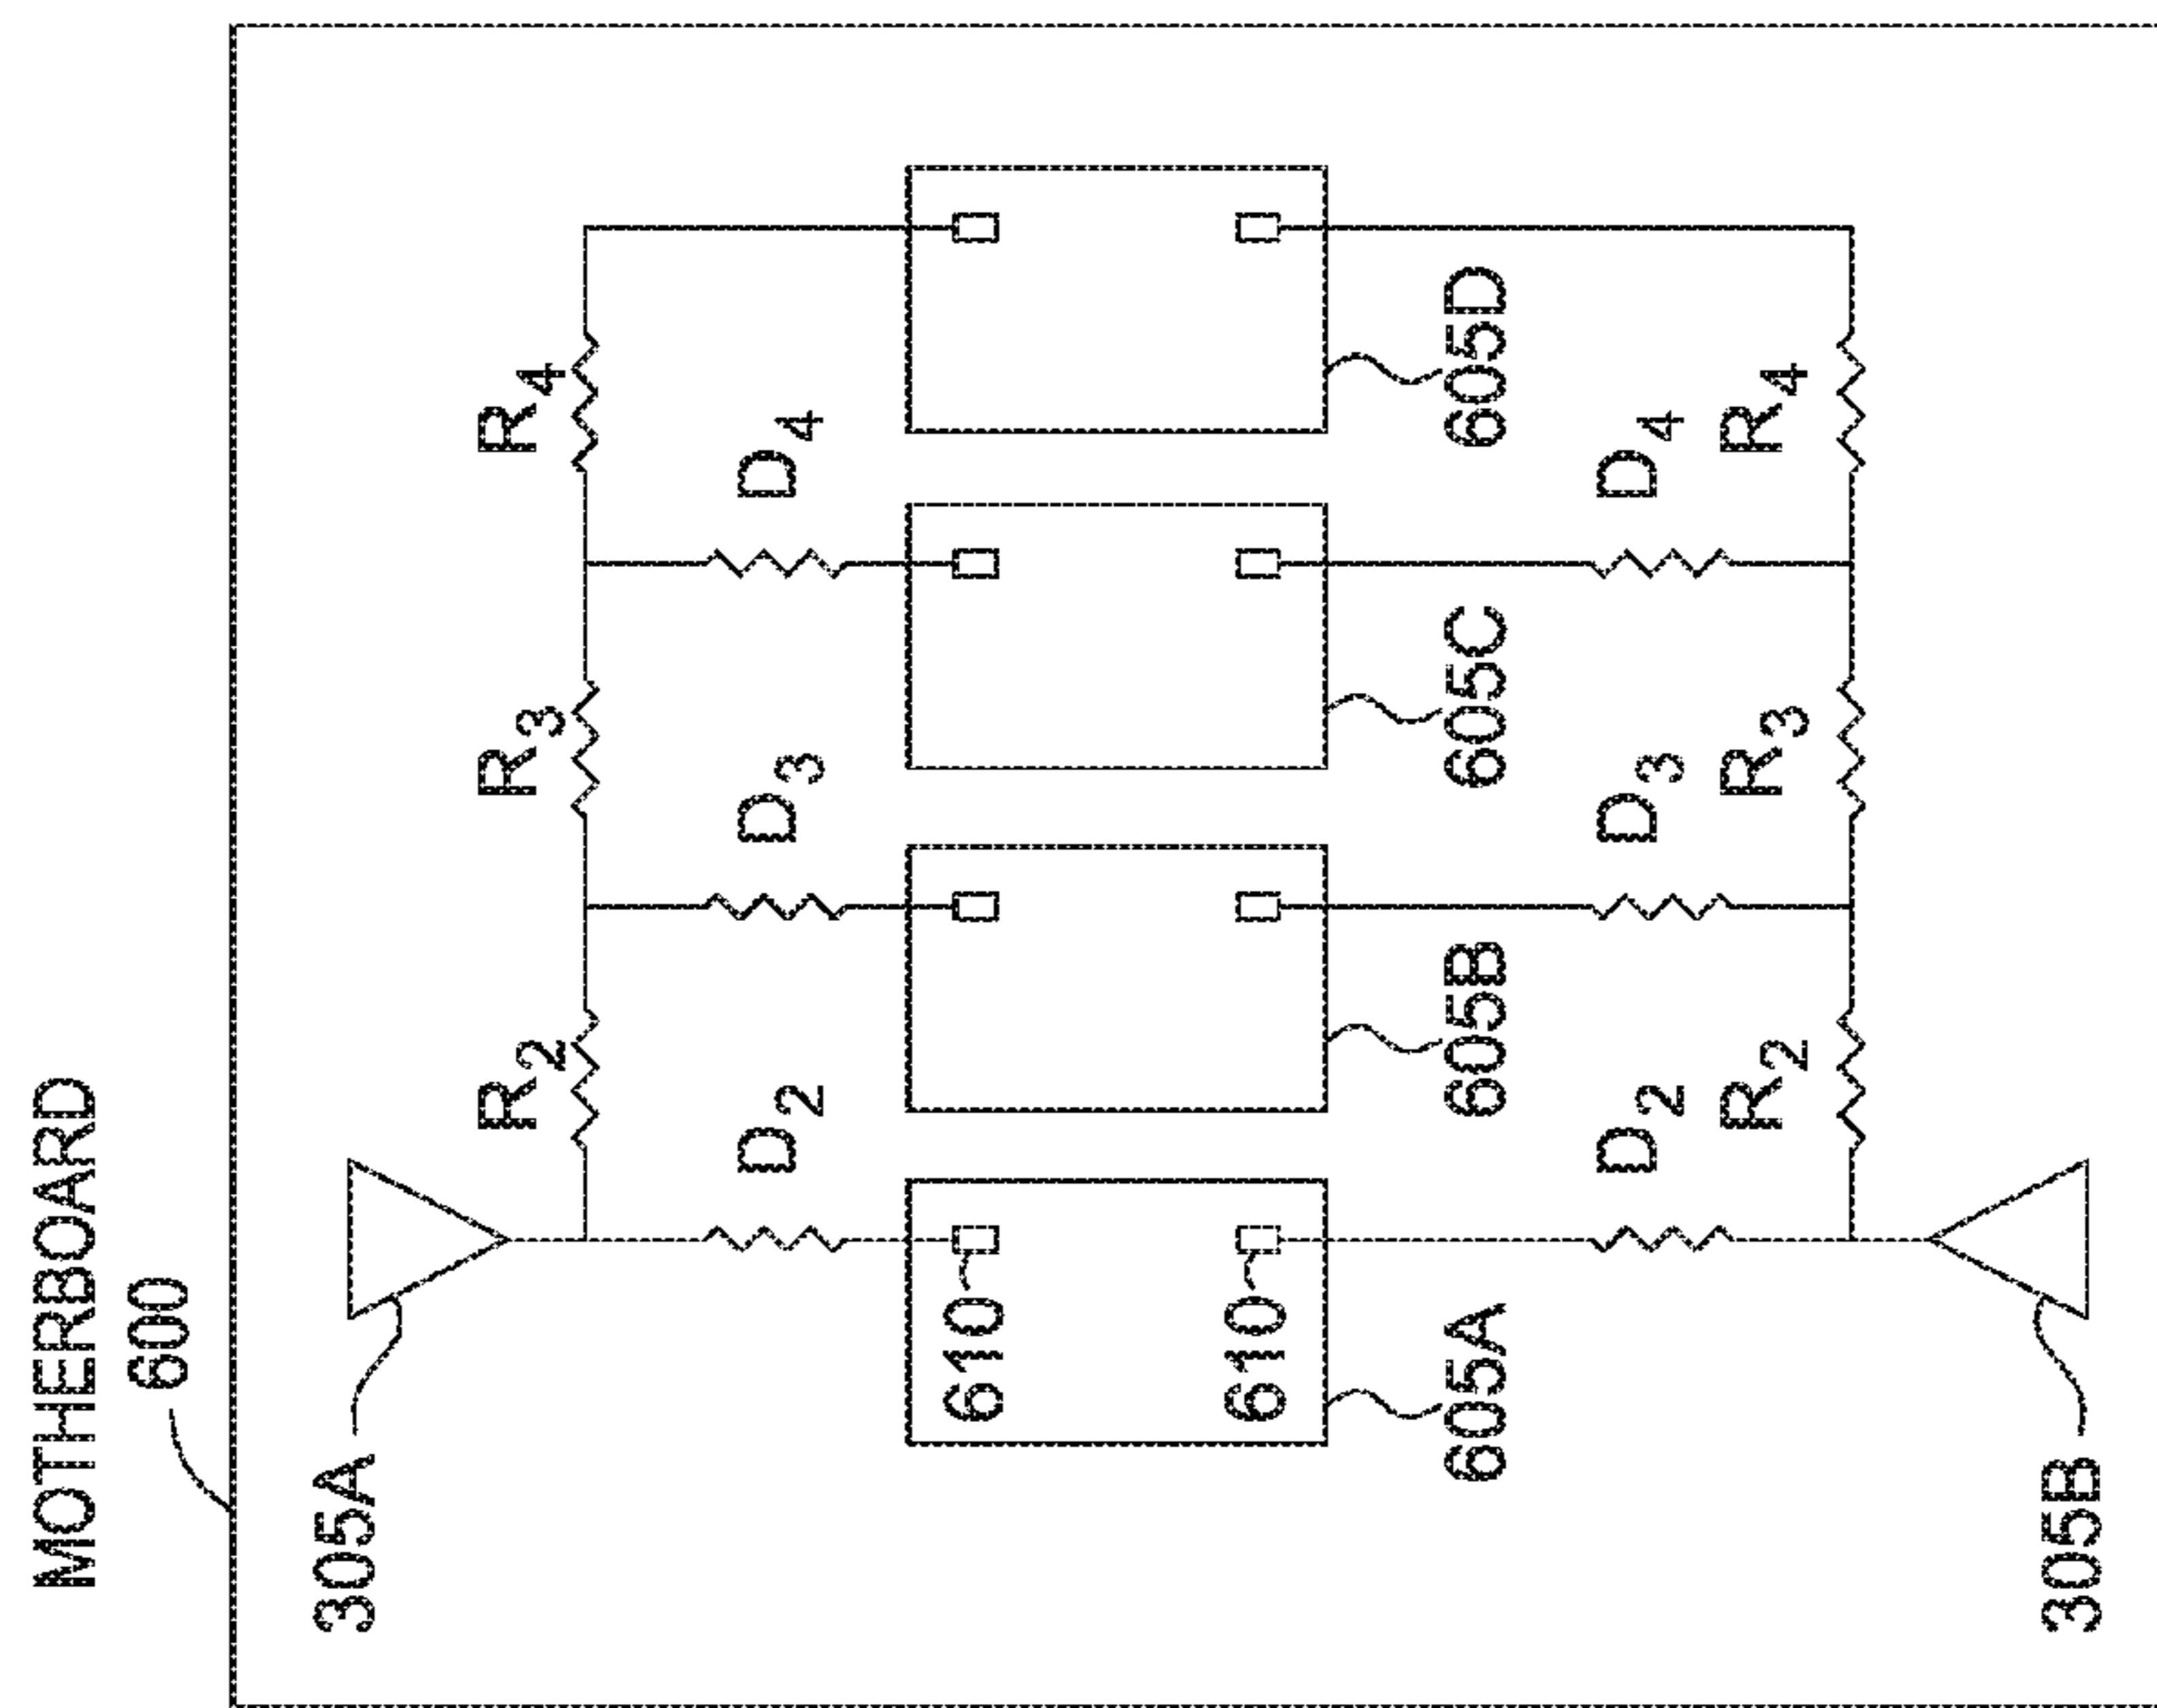 MOTHERBOARD
600
305A
R2 R3 R4
D2 D3 D4
610
610
605A 605B 605C 605D
D2 D3 D4
R2 R3 R4
305B